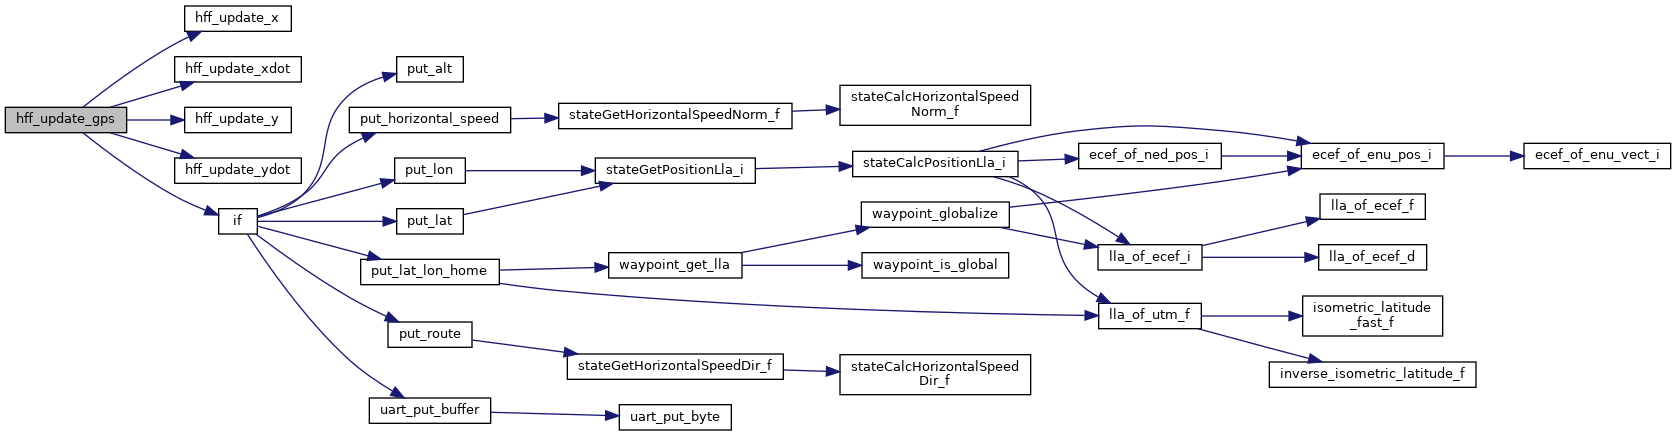 hff_update_gps
hff_update_x
hff_update_xdot
hff_update_y
hff_update_ydot
if
put_alt
put_horizontal_speed
put_lon
put_lat
put_lat_lon_home
put_route
uart_put_buffer
stateGetHorizontalSpeedNorm_f
stateGetPositionLla_i
waypoint_get_lla
stateGetHorizontalSpeedDir_f
uart_put_byte
stateCalcHorizontalSpeed
Norm_f
stateCalcPositionLla_i
waypoint_globalize
waypoint_is_global
stateCalcHorizontalSpeed
Dir_f
ecef_of_ned_pos_i
lla_of_ecef_i
lla_of_utm_f
ecef_of_enu_pos_i
lla_of_ecef_f
lla_of_ecef_d
isometric_latitude
_fast_f
inverse_isometric_latitude_f
ecef_of_enu_vect_i